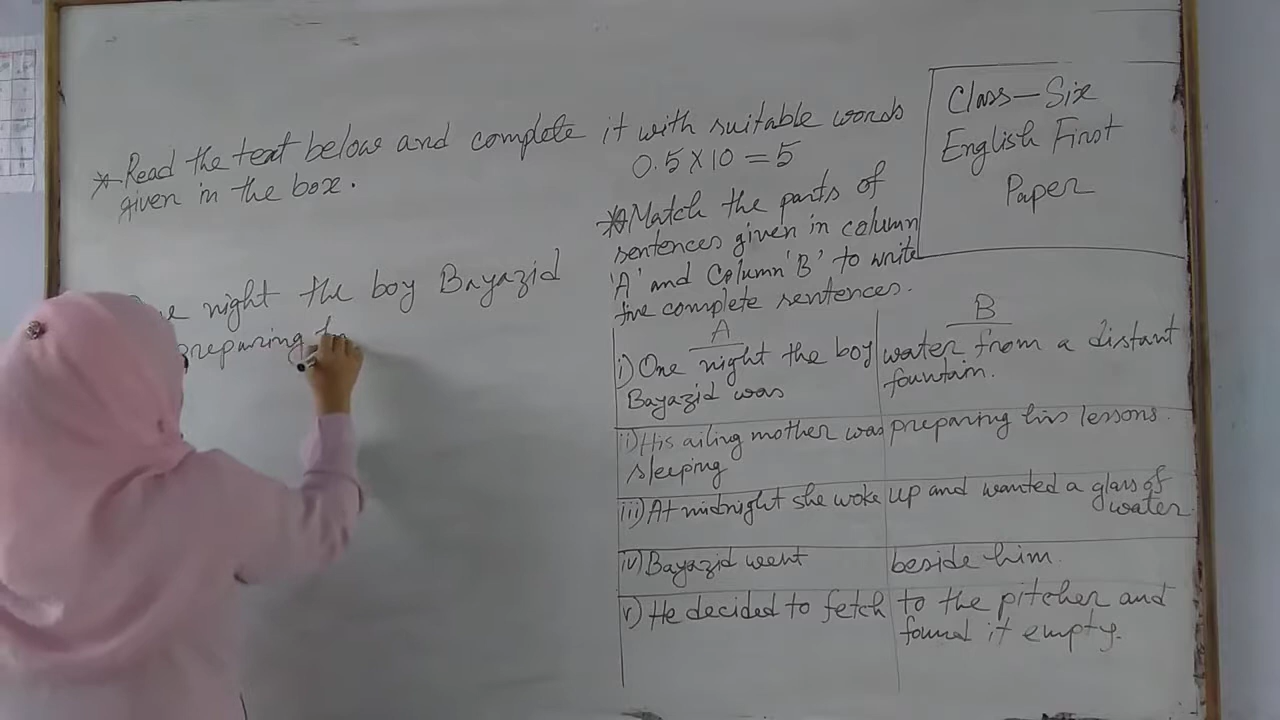 *Read the text below and complete it with suitable words
given in the box.
0.5 X 10 = 5
One night the boy Bayazid
preparing
Class-Six
English First
Paper
*Match the parts of
sentences given in column
'A' and Column 'B' to write
five complete sentences.
A
B
i) One night the boy
Bayazid was
water from a distant
fountain.
ii) His ailing mother was
sleeping
preparing his lessons.
iii) At midnight she woke
up and wanted a glass of
water
iv) Bayazid went
beside him.
v) He decided to fetch
to the pitcher and
found it empty.